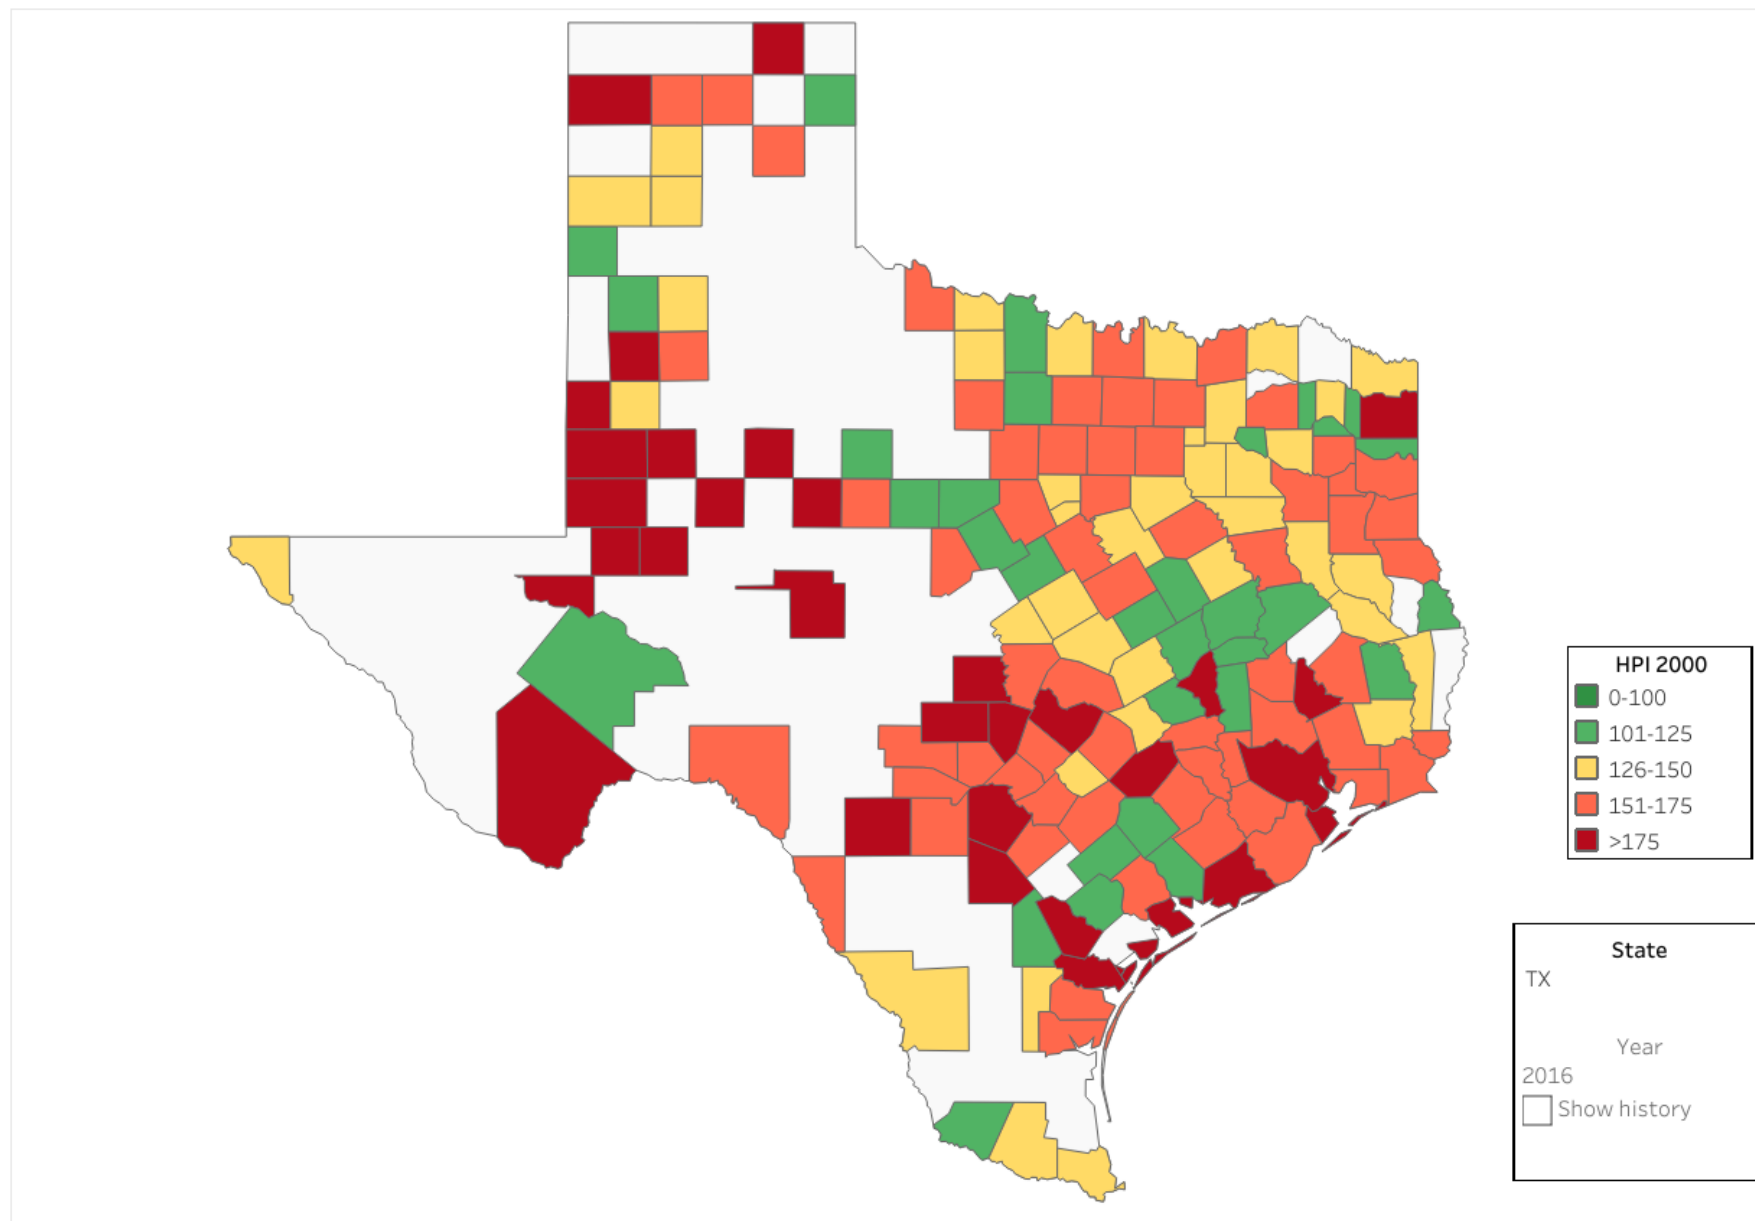 HPI 2000
0-100
101-125
126-150
151-175
>175
State
TX
Year
2016
Show history